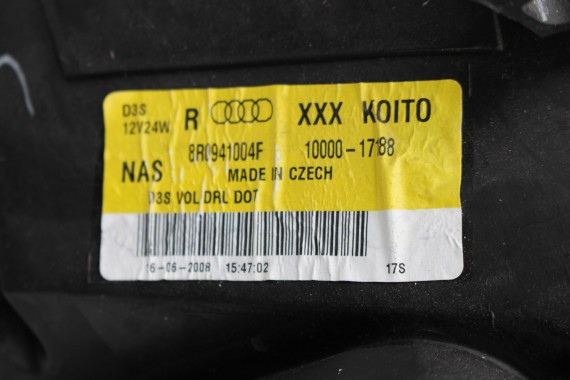 D3S R XXX KOITO
12V24W
8R0941004F 10000-17188
NAS MADE IN CZECH
D3S VOL DRL DOT
16-06-2008 15:47:02 17S